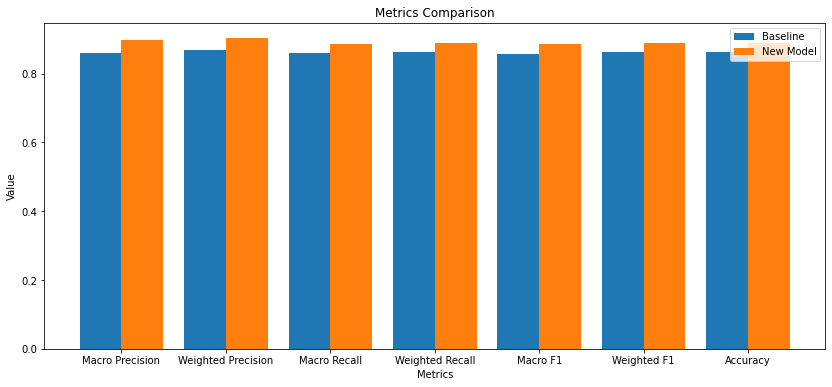 Metrics Comparison
Baseline
New Model
0.8
0.6
0.4
0.2
0.0
Value
Macro Precision Weighted Precision Macro Recall Weighted Recall Macro F1 Weighted F1 Accuracy
Metrics